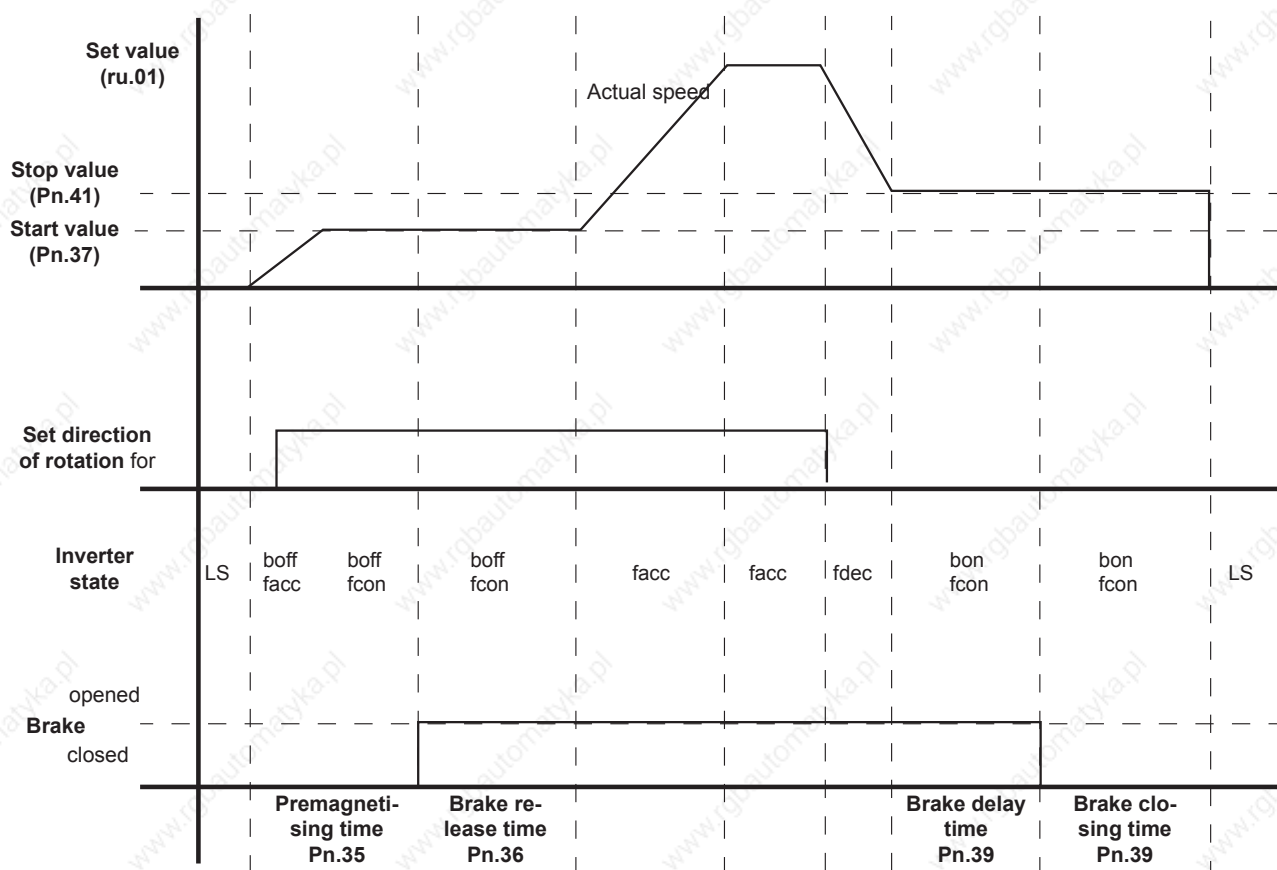 Set value
(ru.01)
Actual speed
Stop value
(Pn.41)
Start value
(Pn.37)
Set direction
of rotation for
Inverter
state
LS
boff
facc
boff
fcon
boff
fcon
facc
facc
fdec
bon
fcon
bon
fcon
LS
opened
Brake
closed
Premagneti-
sing time
Pn.35
Brake re-
lease time
Pn.36
Brake delay
time
Pn.39
Brake clo-
sing time
Pn.39
www.rgbautomatyka.pl